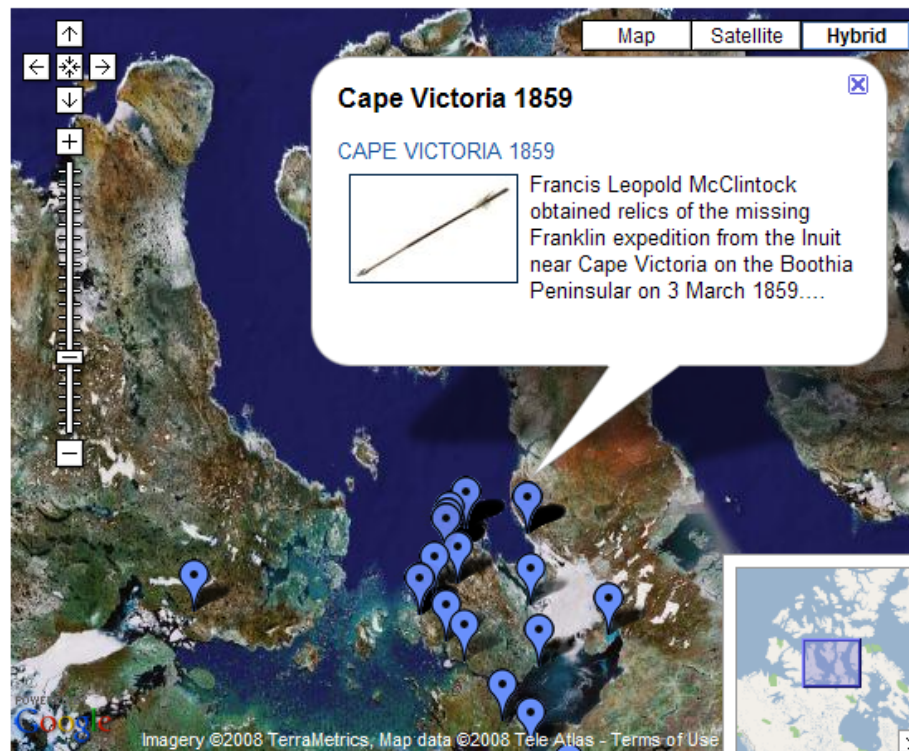 Map Satellite Hybrid
Cape Victoria 1859
CAPE VICTORIA 1859
Francis Leopold McClintock
obtained relics of the missing
Franklin expedition from the Inuit
near Cape Victoria on the Boothia
Peninsular on 3 March 1859....
POWERED
Google
Imagery ©2008 TerraMetrics, Map data ©2008 Tele Atlas - Terms of Use